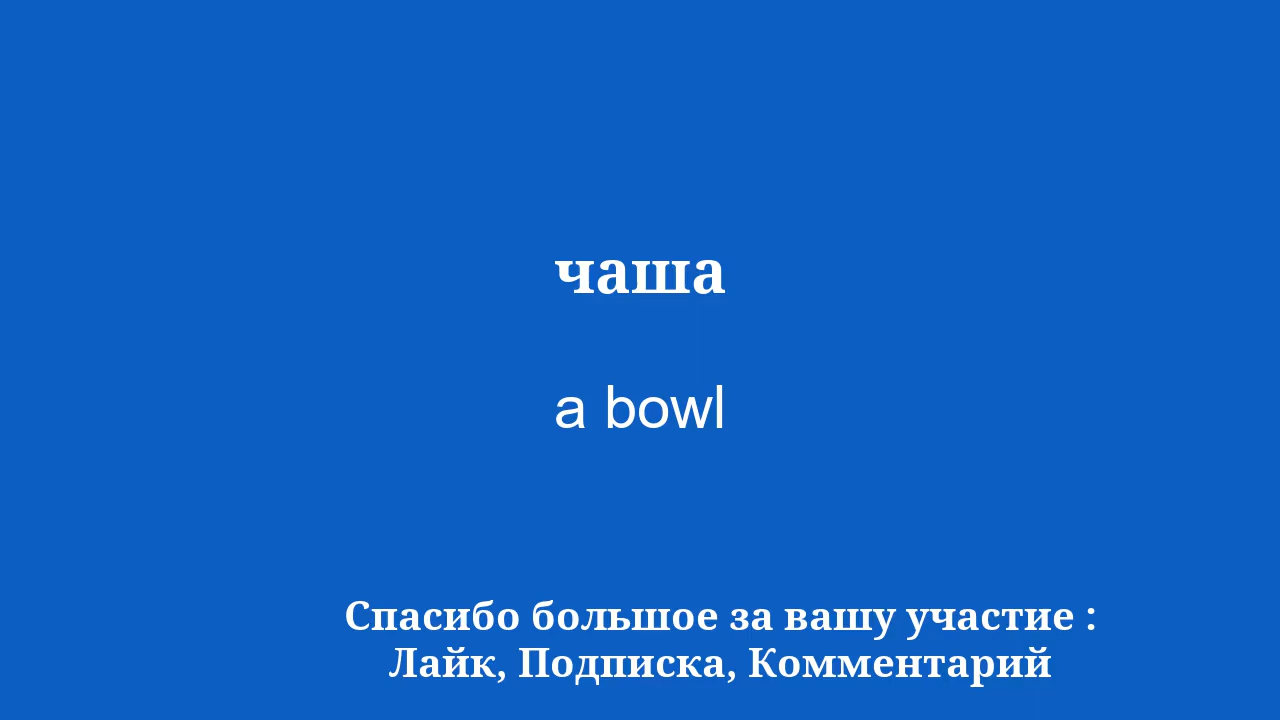 чаша
a bowl
Спасибо большое за вашу участие :
Лайк, Подписка, Комментарий